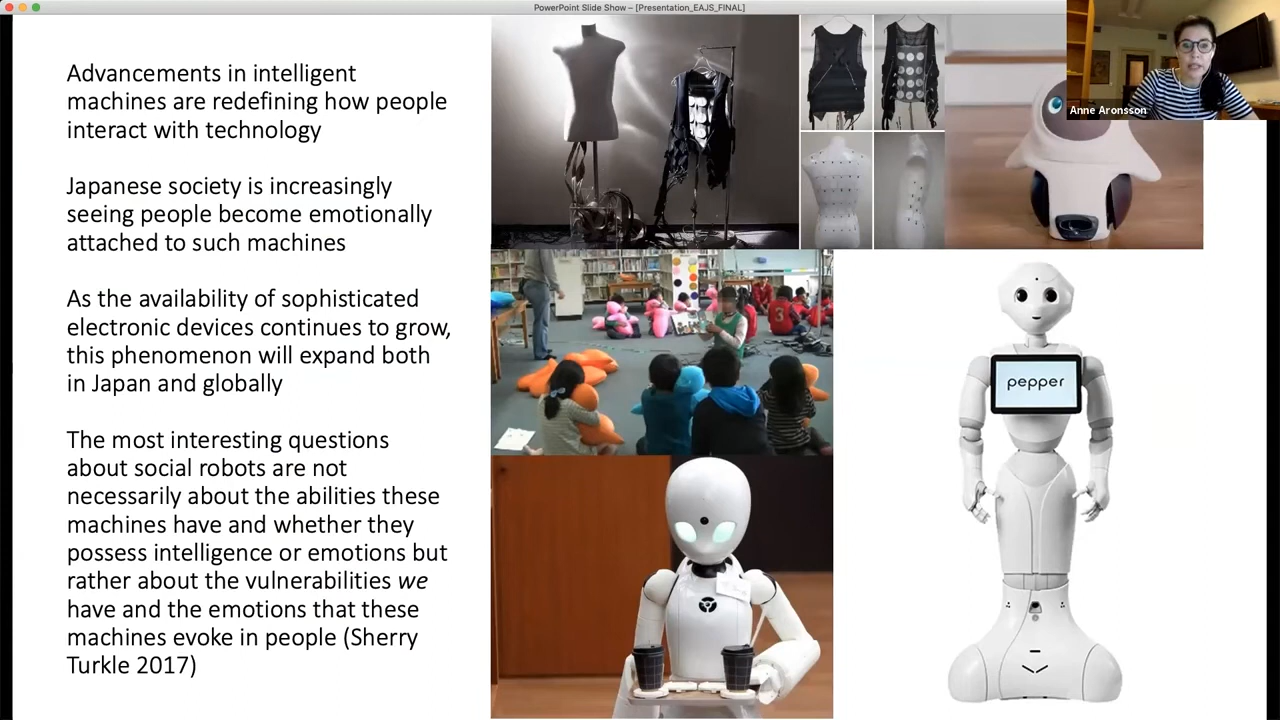 PowerPoint Slide Show – [Presentation_EAJS_FINAL]
Anne Aronsson
Advancements in intelligent
machines are redefining how people
interact with technology
Japanese society is increasingly
seeing people become emotionally
attached to such machines
As the availability of sophisticated
electronic devices continues to grow,
this phenomenon will expand both
in Japan and globally
The most interesting questions
about social robots are not
necessarily about the abilities these
machines have and whether they
possess intelligence or emotions but
rather about the vulnerabilities we
have and the emotions that these
machines evoke in people (Sherry
Turkle 2017)
3
pepper